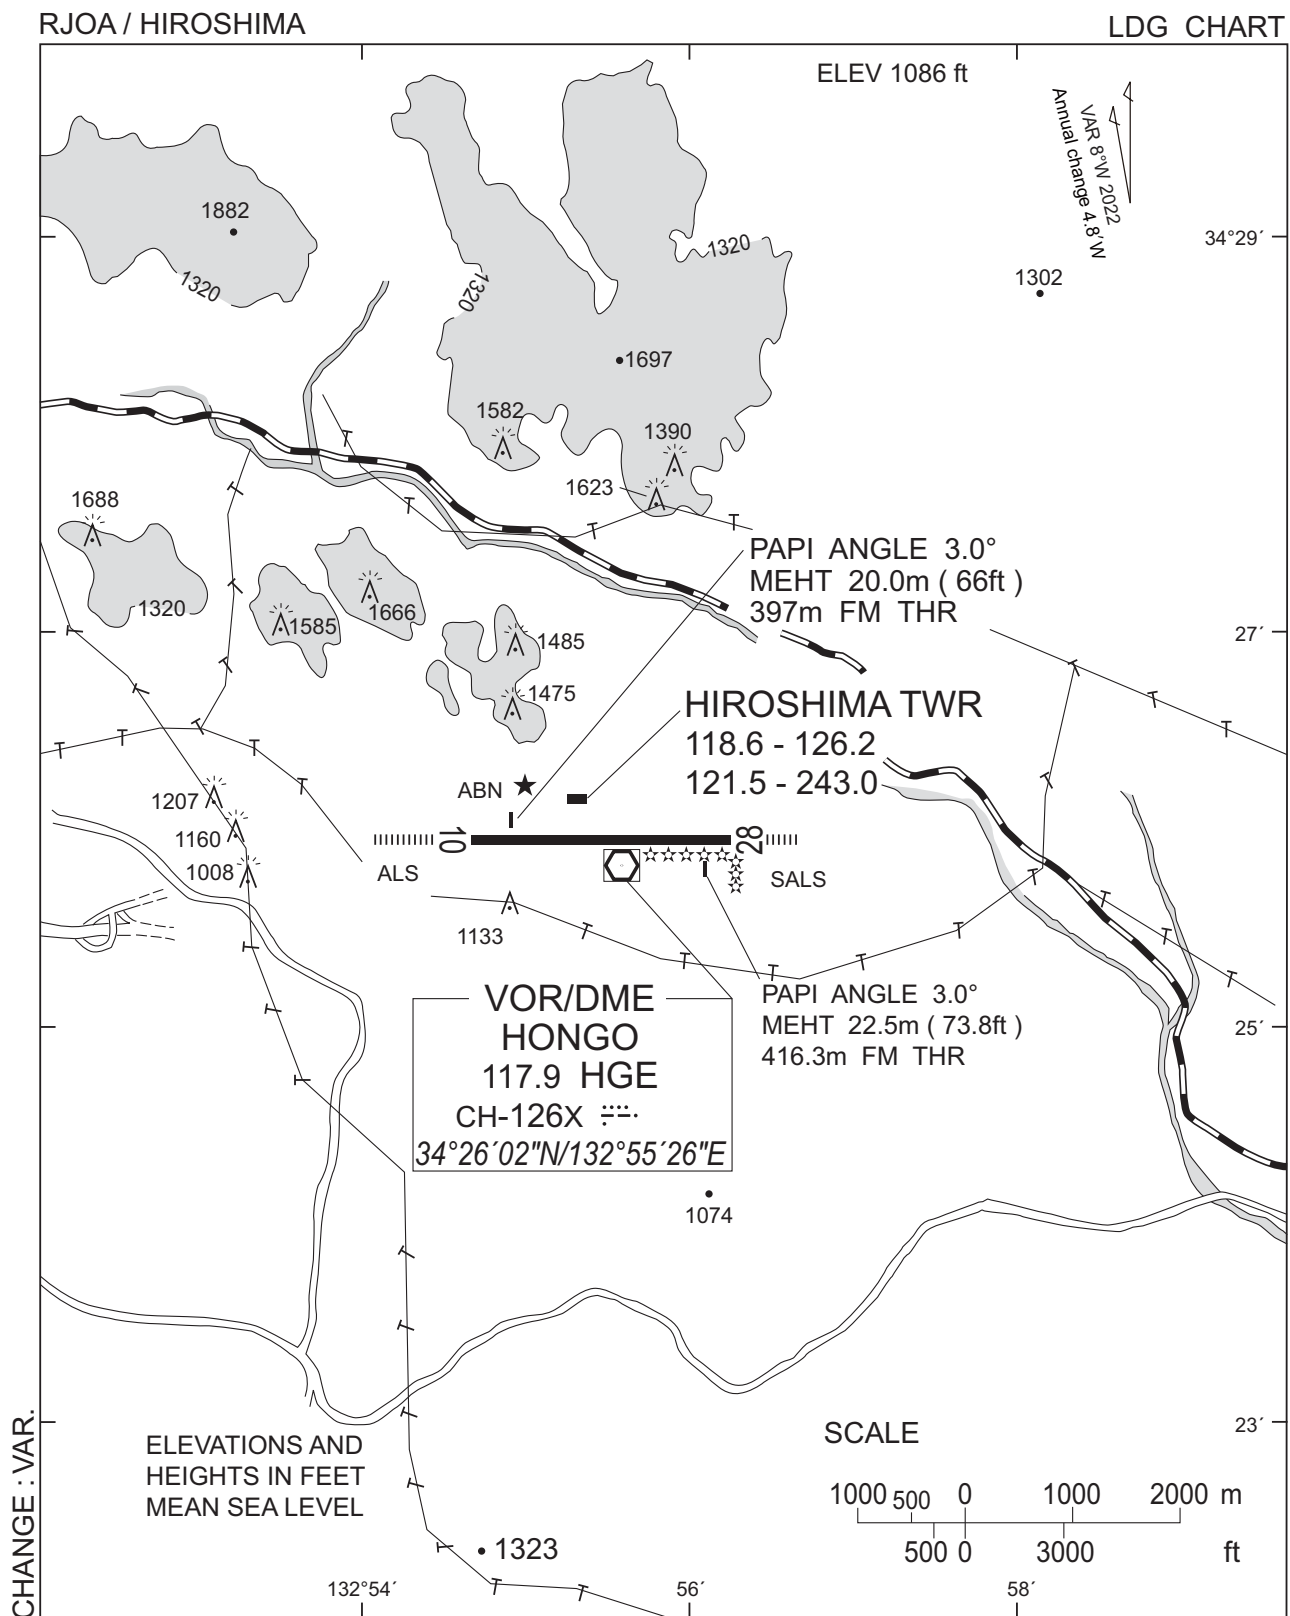 RJOA / HIROSHIMA
LDG CHART
ELEV 1086 ft
VAR 8°W 2022
Annual change 4.8´W
1882
1320
1320
1320
34°29´
1302
1697
1582
1390
1623
1688
1320
1585
1666
1485
1475
PAPI ANGLE 3.0°
MEHT 20.0m ( 66ft )
397m FM THR
27´
HIROSHIMA TWR
118.6 - 126.2
121.5 - 243.0
ABN
1207
1160
1008
10
28
ALS
SALS
1133
VOR/DME
HONGO
117.9 HGE
CH-126X
34°26´02"N/132°55´26"E
PAPI ANGLE 3.0°
MEHT 22.5m ( 73.8ft )
416.3m FM THR
25´
1074
23´
CHANGE : VAR.
ELEVATIONS AND
HEIGHTS IN FEET
MEAN SEA LEVEL
SCALE
1000 500 0 1000 2000 m
500 0 3000 ft
1323
132°54´
56´
58´